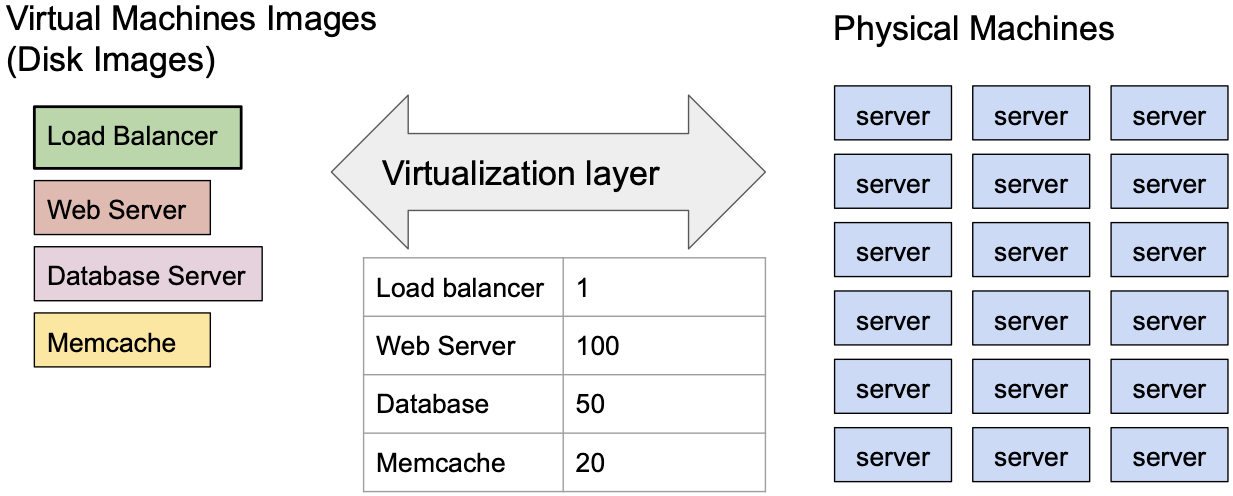 Virtual Machines Images
(Disk Images)
Load Balancer
Web Server
Database Server
Memcache
Virtualization layer
Load balancer 1
Web Server 100
Database 50
Memcache 20
Physical Machines
server server server
server server server
server server server
server server server
server server server
server server server